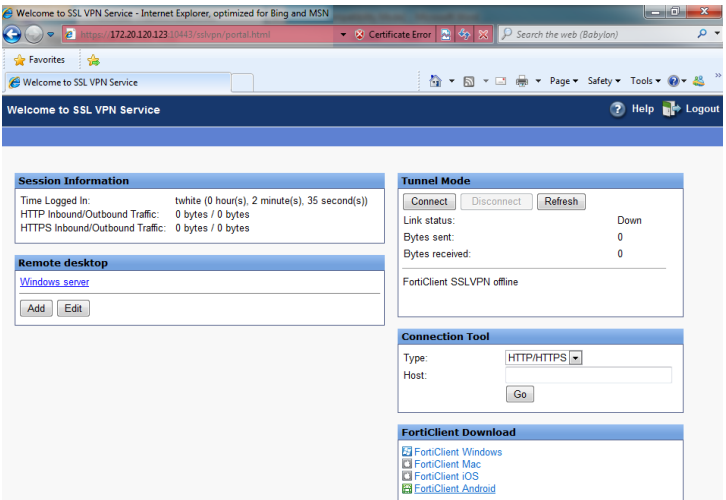 Welcome to SSL VPN Service - Internet Explorer, optimized for Bing and MSN
https://172.20.120.123:10443/sslvpn/portal.html
Certificate Error
Search the web (Babylon)
Favorites
Welcome to SSL VPN Service
Page
Safety
Tools
Welcome to SSL VPN Service
Help
Logout
Session Information
Time Logged In: twhite (0 hour(s), 2 minute(s), 35 second(s))
HTTP Inbound/Outbound Traffic: 0 bytes / 0 bytes
HTTPS Inbound/Outbound Traffic: 0 bytes / 0 bytes
Remote desktop
Windows server
Add Edit
Tunnel Mode
Connect Disconnect Refresh
Link status: Down
Bytes sent: 0
Bytes received: 0
FortiClient SSLVPN offline
Connection Tool
Type: HTTP/HTTPS
Host:
Go
FortiClient Download
FortiClient Windows
FortiClient Mac
FortiClient iOS
FortiClient Android